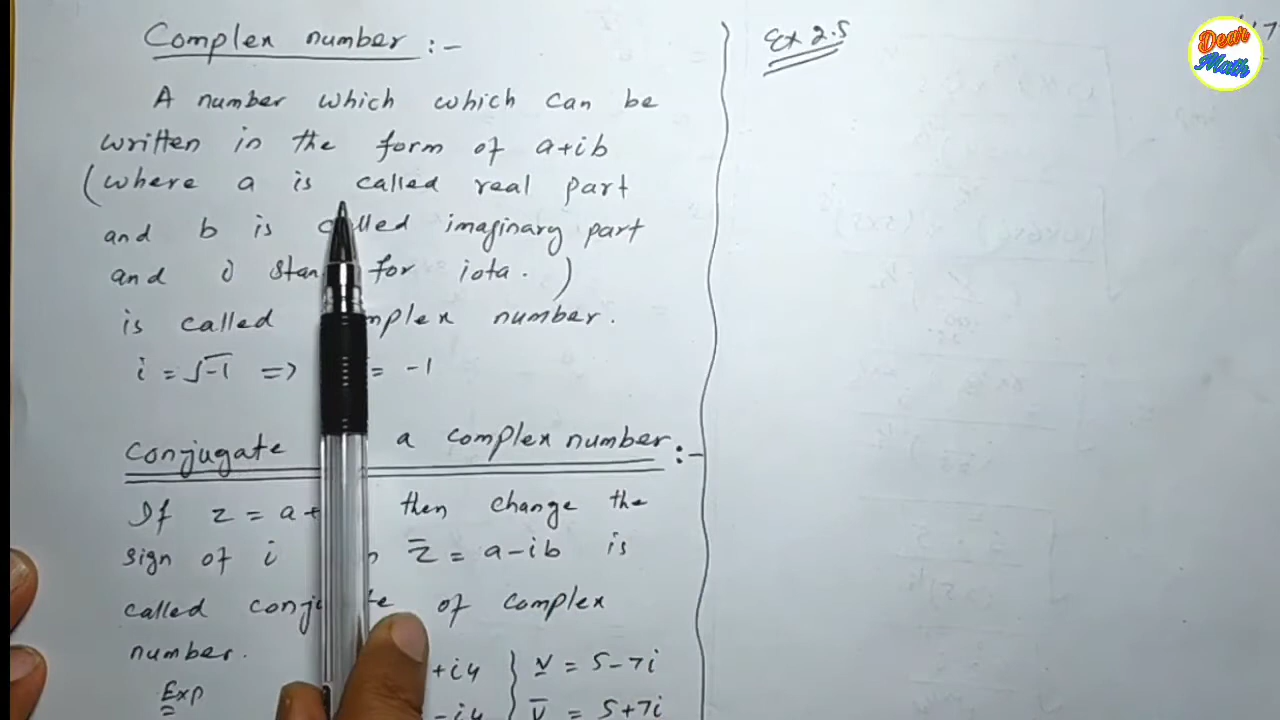 Complex number :-
A number which which can be
written in the form of a+ib
(where a is called real part
and b is called imaginary part
and i for iota. )
is called number.
i = √-1 => = -1
Conjugate a complex number :-
If z = a+ then change the
sign of i z̄ = a-ib is
called of complex
number.
Exp
+i4 } v = 5-7i
-i4 v̄ = 5+7i
Ex 2.5
Dear
Math